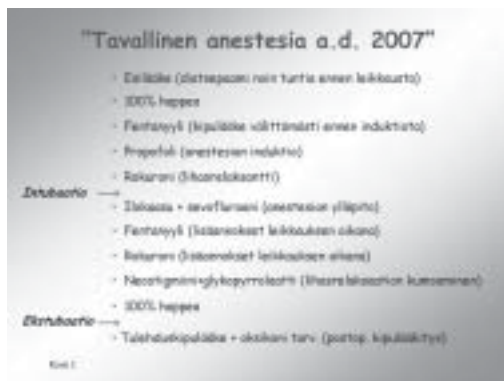 "Tavallinen anestesia a.d. 2007"
- Esilääke (diatsepaami noin tuntia ennen leikkausta)
- 100% happea
- Fentanyyli (kipulääke välittömästi ennen induktiota)
- Propofoli (anestesian induktio)
- Rokuroni (lihasrelaksantti)
Intubaatio
- Ilokaasu + sevofluraani (anestesian ylläpito)
- Fentanyyli (lisäannokset leikkauksen aikana)
- Rokuroni (lisäannokset leikkauksen aikana)
- Neostigmiini+glykopyrrolaatti (lihasrelaksaation kumoaminen)
- 100% happea
Ekstubaatio
- Tulehduskipulääke + oksikoni tarv. (postop. kipulääkitys)